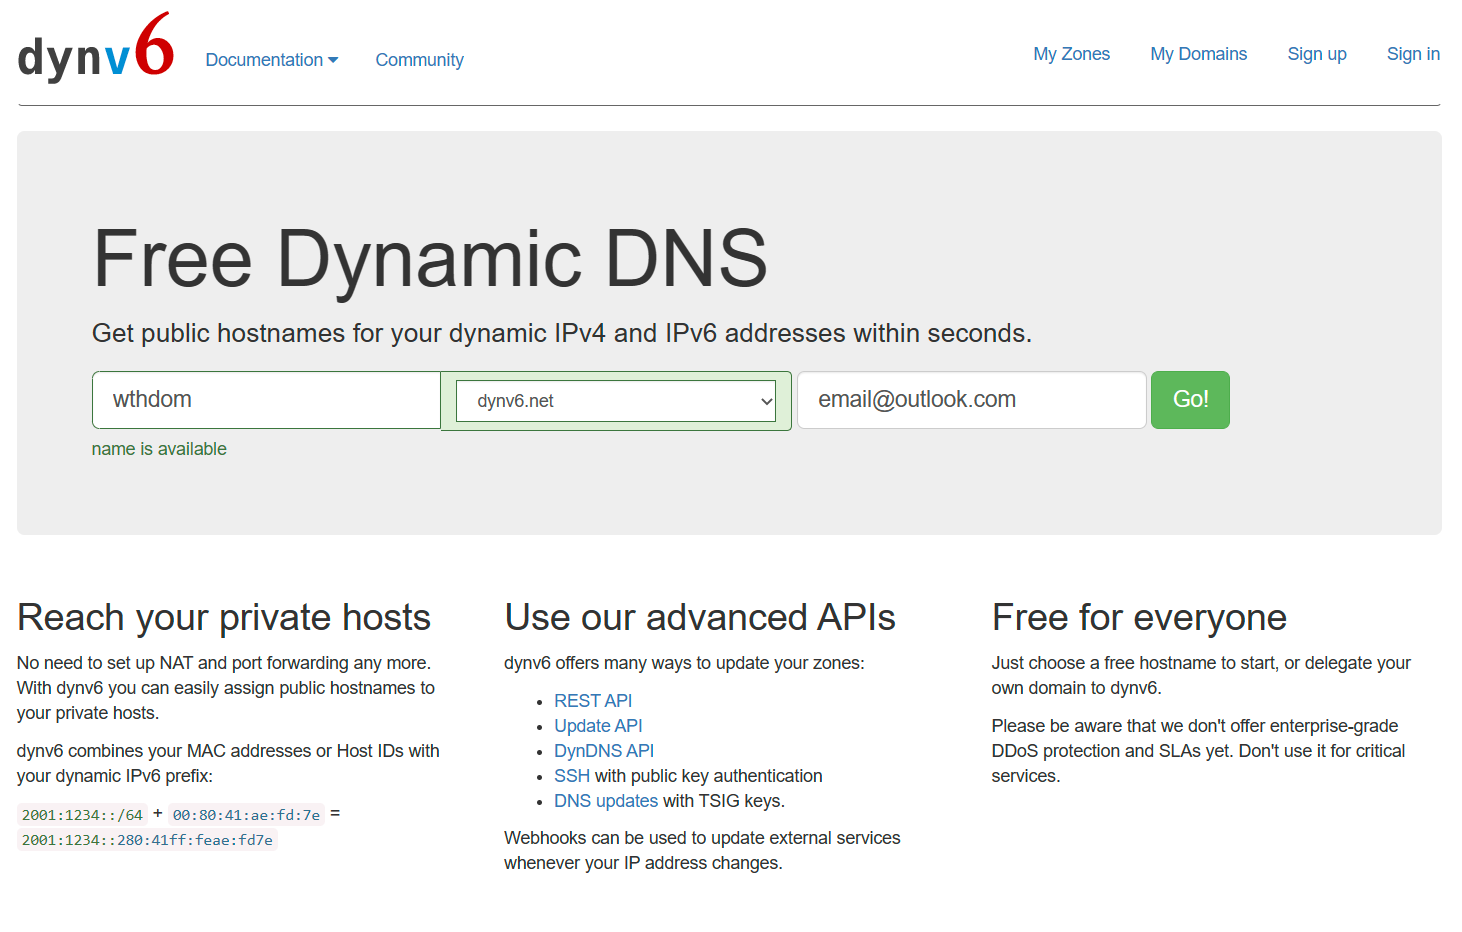 dynv6
Documentation
Community
My Zones
My Domains
Sign up
Sign in
Free Dynamic DNS
Get public hostnames for your dynamic IPv4 and IPv6 addresses within seconds.
wthdom
dynv6.net
email@outlook.com
Go!
name is available
Reach your private hosts
No need to set up NAT and port forwarding any more.
With dynv6 you can easily assign public hostnames to
your private hosts.
dynv6 combines your MAC addresses or Host IDs with
your dynamic IPv6 prefix:
2001:1234::/64 + 00:80:41:ae:fd:7e =
2001:1234::280:41ff:feae:fd7e
Use our advanced APIs
dynv6 offers many ways to update your zones:
• REST API
• Update API
• DynDNS API
• SSH with public key authentication
• DNS updates with TSIG keys.
Webhooks can be used to update external services
whenever your IP address changes.
Free for everyone
Just choose a free hostname to start, or delegate your
own domain to dynv6.
Please be aware that we don't offer enterprise-grade
DDoS protection and SLAs yet. Don't use it for critical
services.